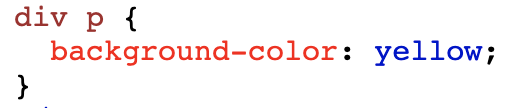 div p {
  background-color: yellow;
}